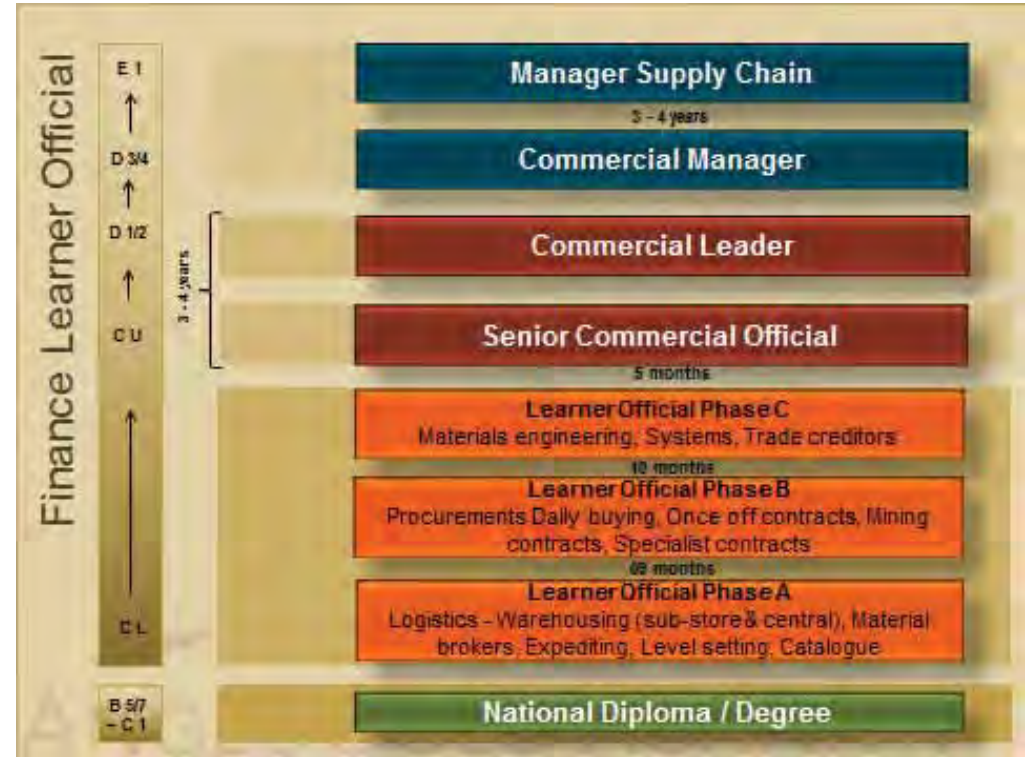 Finance Learner Official
E 1
D 3/4
D 1/2
C U
C L
B 5/7
– C 1
3 - 4 years
Manager Supply Chain
3 – 4 years
Commercial Manager
Commercial Leader
Senior Commercial Official
5 months
Learner Official Phase C
Materials engineering, Systems, Trade creditors
10 months
Learner Official Phase B
Procurements Daily buying, Once off contracts, Mining
contracts, Specialist contracts
09 months
Learner Official Phase A
Logistics - Warehousing (sub-store & central), Material
brokers, Expediting, Level setting, Catalogue
National Diploma / Degree